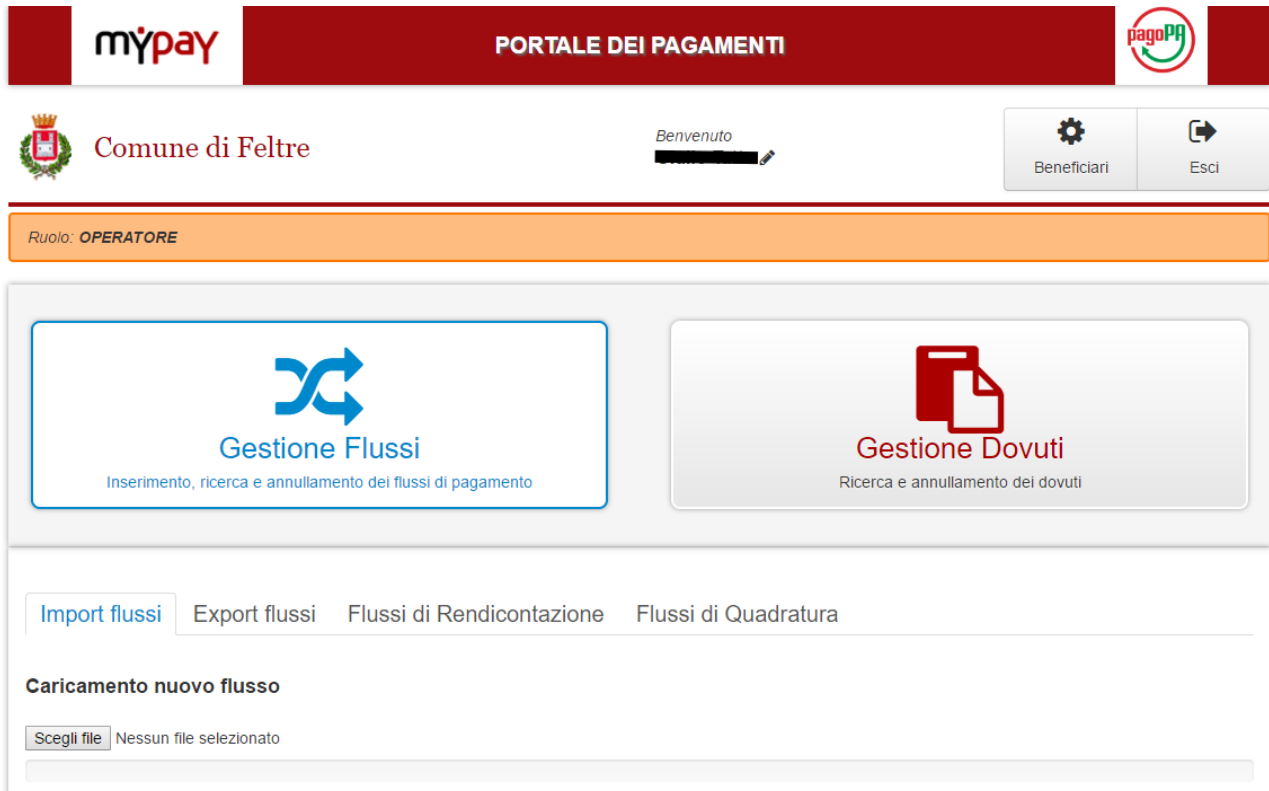 mypay
PORTALE DEI PAGAMENTI
pagoPA
Comune di Feltre
Benvenuto
Beneficiari
Esci
Ruolo: OPERATORE
Gestione Flussi
Inserimento, ricerca e annullamento dei flussi di pagamento
Gestione Dovuti
Ricerca e annullamento dei dovuti
Import flussi Export flussi Flussi di Rendicontazione Flussi di Quadratura
Caricamento nuovo flusso
Scegli file Nessun file selezionato